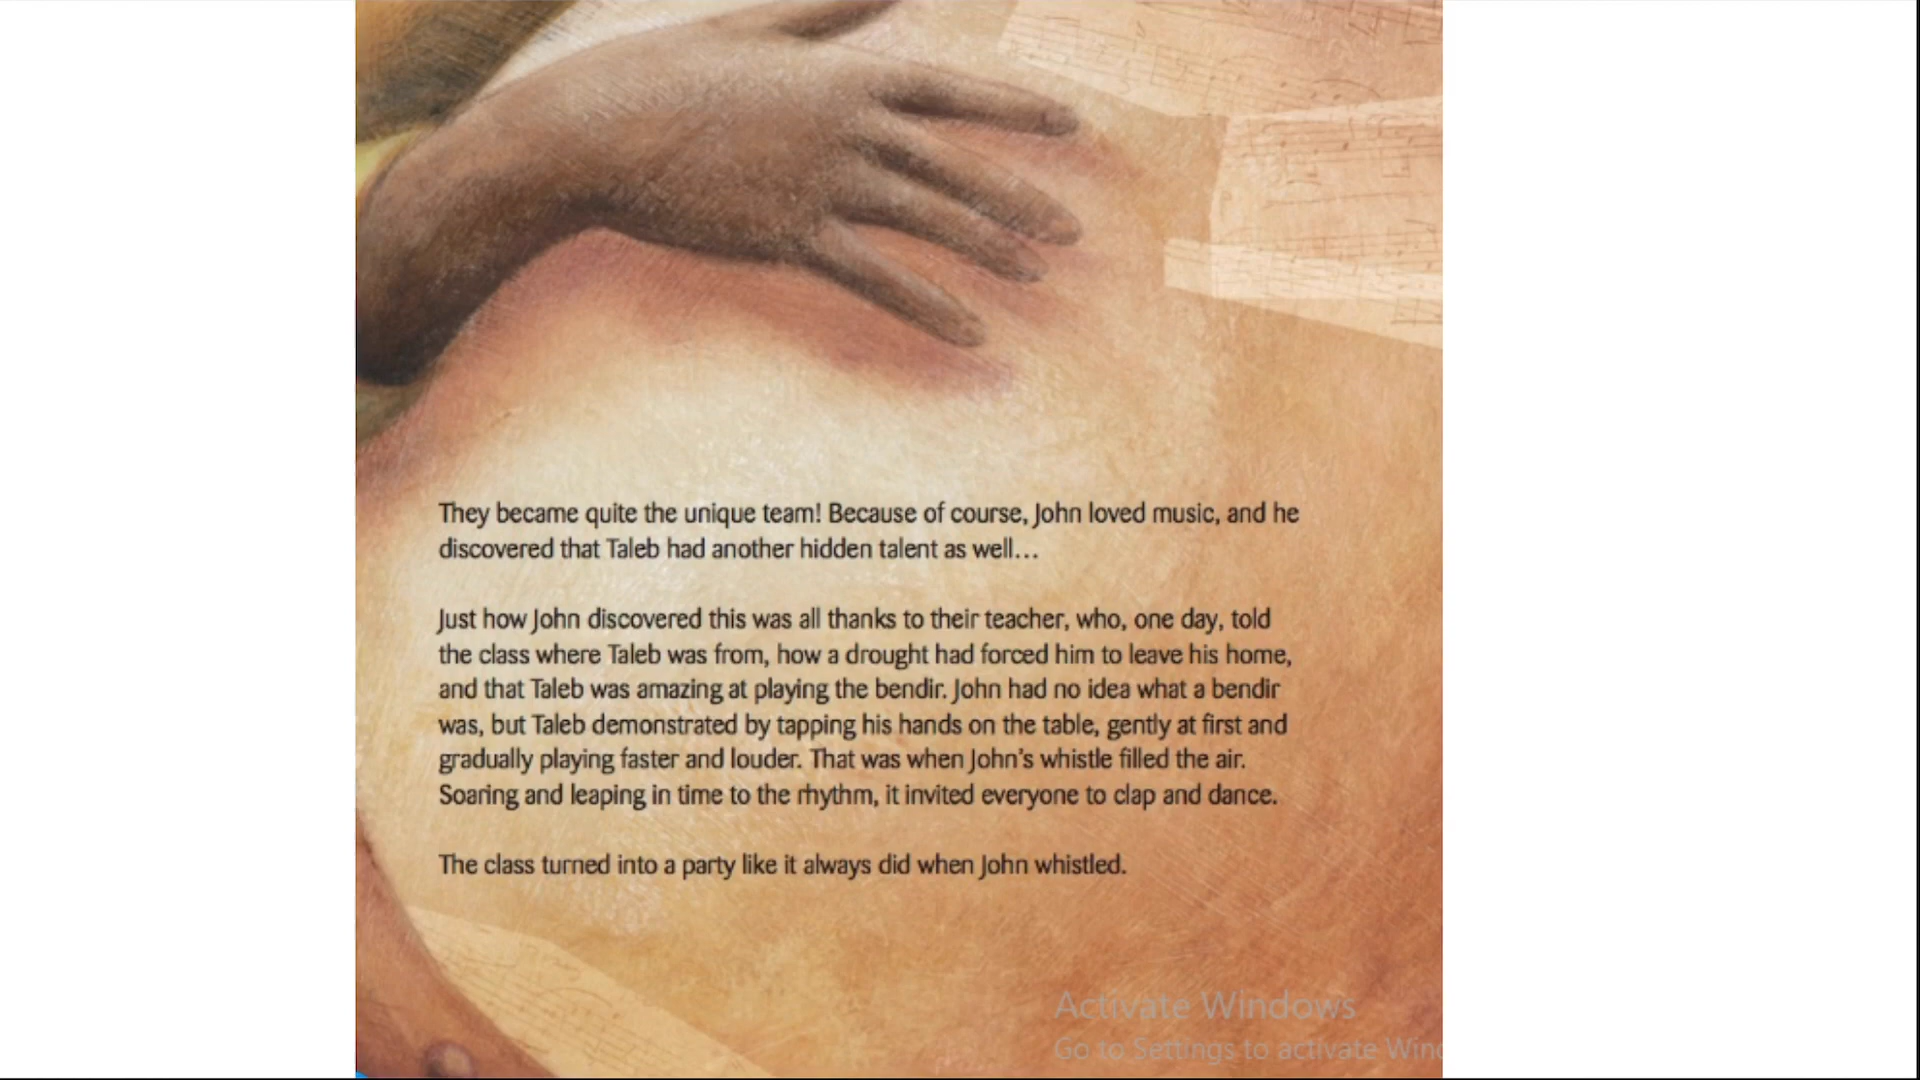 They became quite the unique team! Because of course, John loved music, and he
discovered that Taleb had another hidden talent as well…
Just how John discovered this was all thanks to their teacher, who, one day, told
the class where Taleb was from, how a drought had forced him to leave his home,
and that Taleb was amazing at playing the bendir. John had no idea what a bendir
was, but Taleb demonstrated by tapping his hands on the table, gently at first and
gradually playing faster and louder. That was when John’s whistle filled the air.
Soaring and leaping in time to the rhythm, it invited everyone to clap and dance.
The class turned into a party like it always did when John whistled.
Activate Windows
Go to Settings to activate Wind